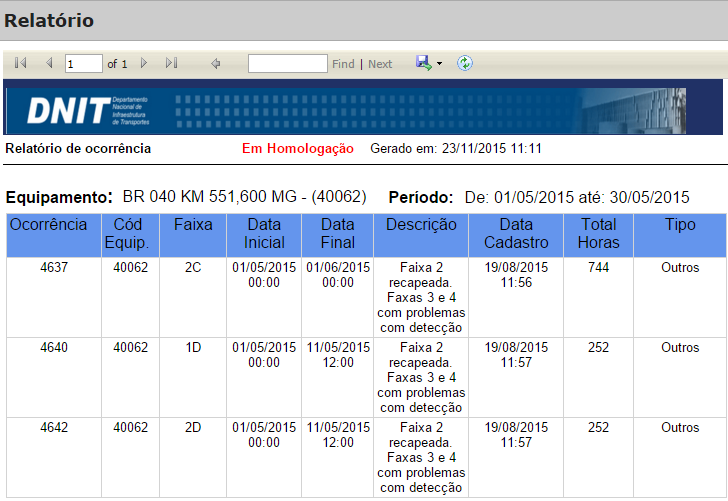 Relatório
1 of 1 Find | Next
DNIT Departamento
Nacional de
Infraestrutura
de Transportes
Relatório de ocorrência Em Homologação Gerado em: 23/11/2015 11:11
Equipamento: BR 040 KM 551,600 MG - (40062) Período: De: 01/05/2015 até: 30/05/2015
Ocorrência Cód Faixa Data Data Descrição Data Total Tipo
Equip. Inicial Final Cadastro Horas
4637 40062 2C 01/05/2015 01/06/2015 Faixa 2 19/08/2015 744 Outros
00:00 00:00 recapeada. 11:56
Faxas 3 e 4
com problemas
com detecção
4640 40062 1D 01/05/2015 11/05/2015 Faixa 2 19/08/2015 252 Outros
00:00 12:00 recapeada. 11:57
Faxas 3 e 4
com problemas
com detecção
4642 40062 2D 01/05/2015 11/05/2015 Faixa 2 19/08/2015 252 Outros
00:00 12:00 recapeada. 11:57
Faxas 3 e 4
com problemas
com detecção